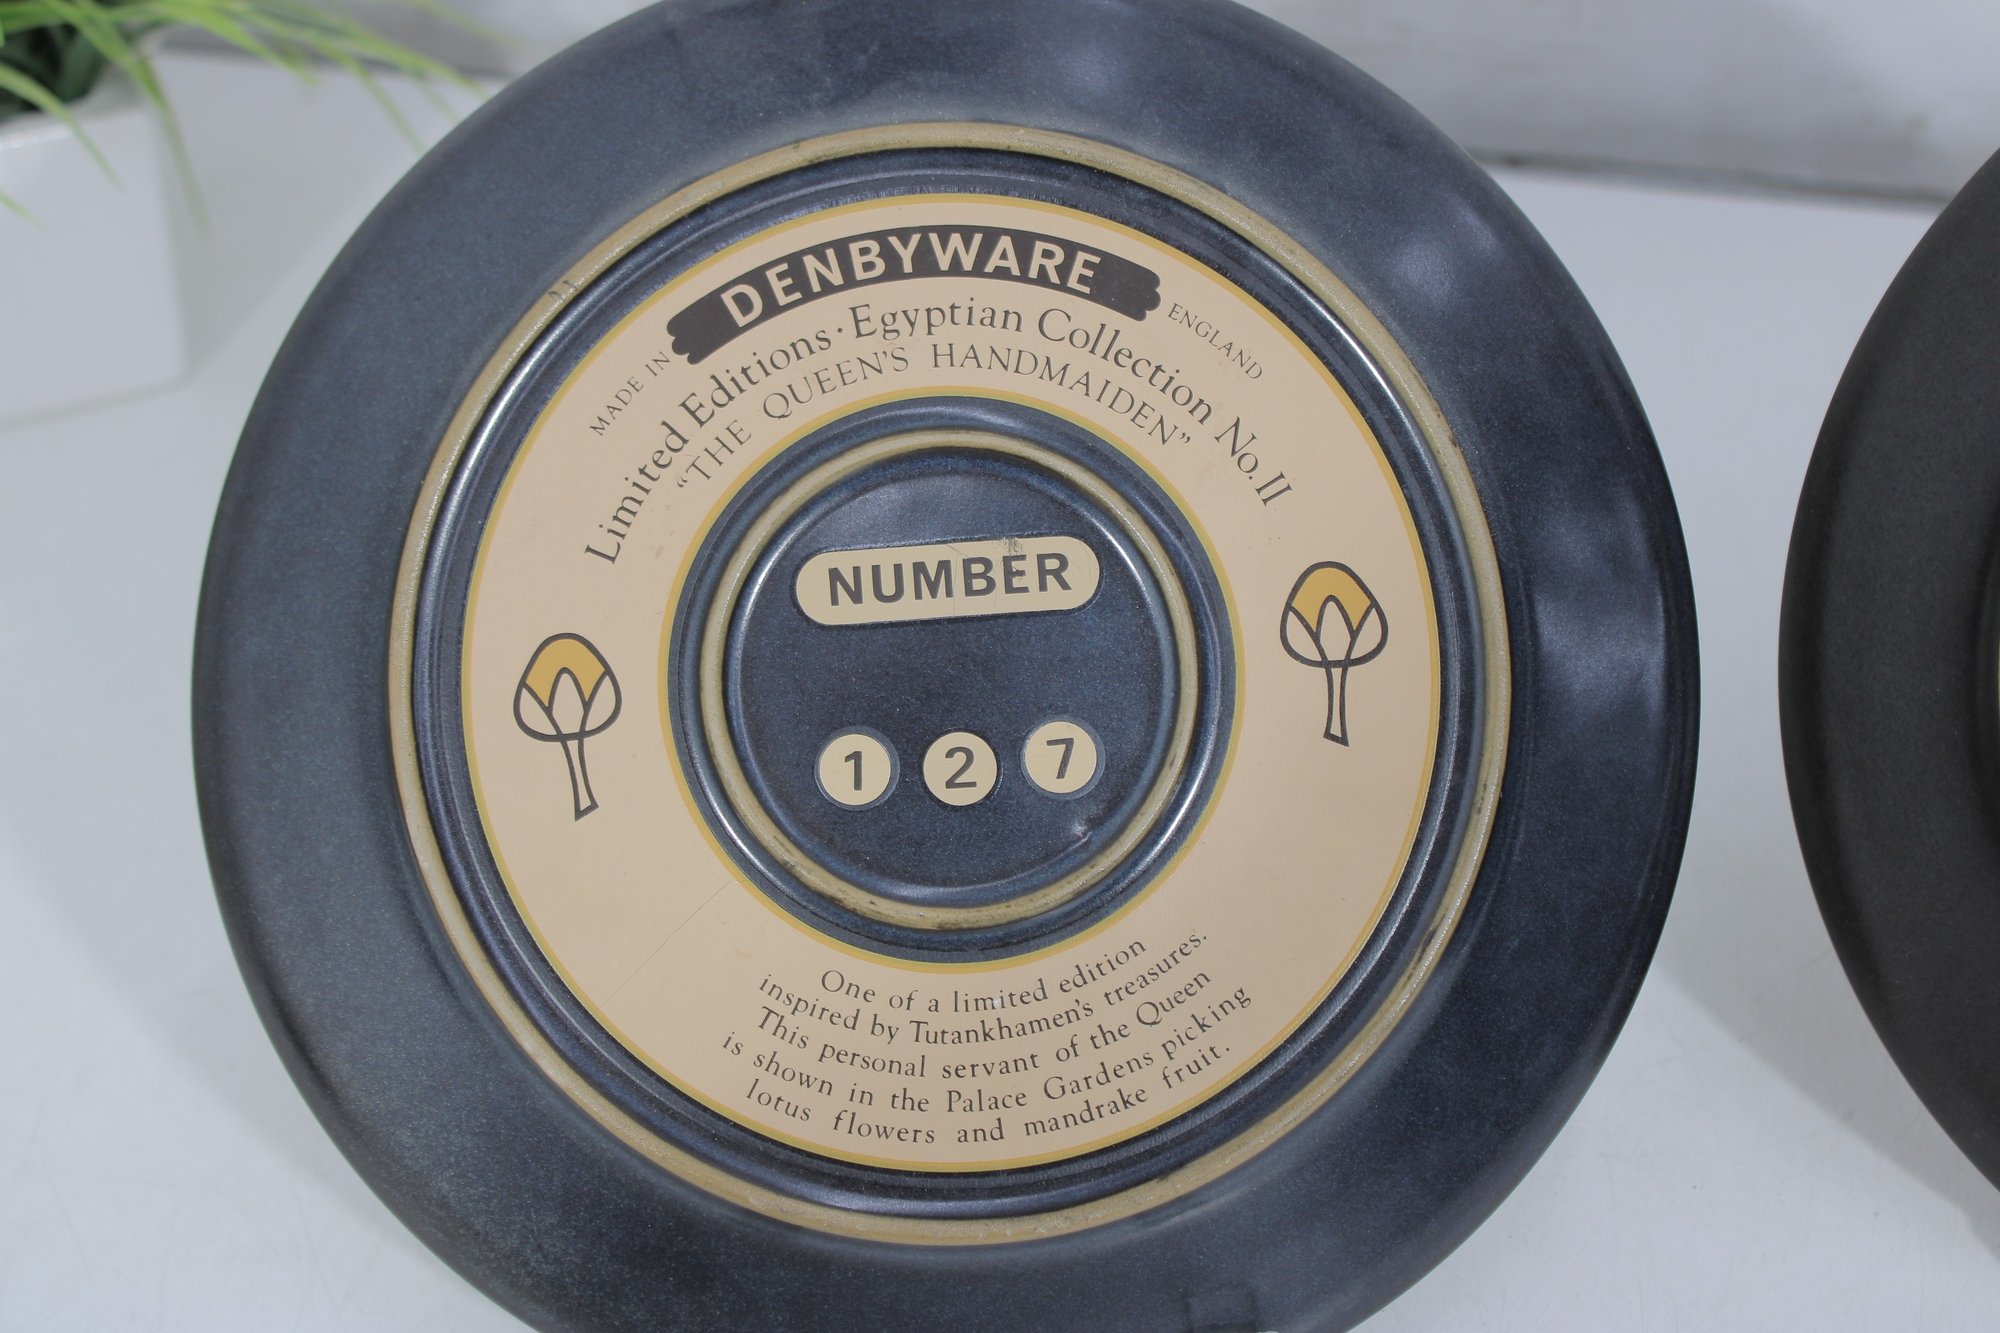 DENBYWARE
MADE IN ENGLAND
Limited Editions · Egyptian Collection No. II
“THE QUEEN’S HANDMAIDEN”
NUMBER
1 2 7
One of a limited edition
inspired by Tutankhamen’s treasures.
This personal servant of the Queen
is shown in the Palace Gardens picking
lotus flowers and mandrake fruit.